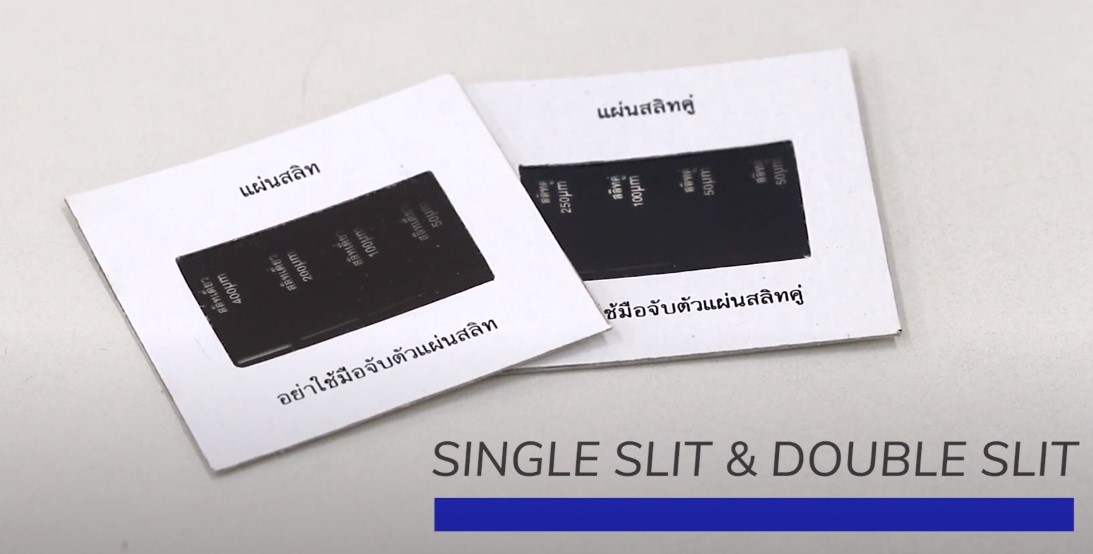 แผ่นสลิท
สลิทเดี่ยว
400μm
สลิทเดี่ยว
200μm
สลิทเดี่ยว
100μm
สลิทเดี่ยว
50μm
อย่าใช้มือจับตัวแผ่นสลิท
แผ่นสลิทคู่
สลิทคู่
250μm
สลิทคู่
100μm
สลิทคู่
50μm
สลิทคู่
50μm
ช้มือจับตัวแผ่นสลิทคู่
SINGLE SLIT & DOUBLE SLIT